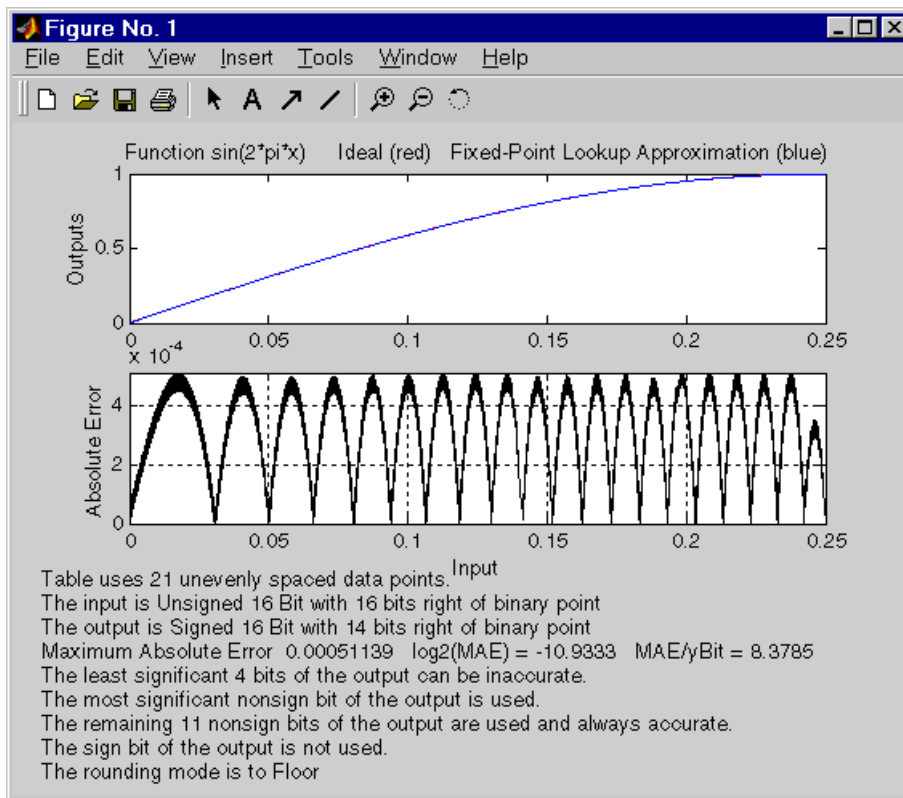 Figure No. 1
File Edit View Insert Tools Window Help
A
Function sin(2*pi*x) Ideal (red) Fixed-Point Lookup Approximation (blue)
1
0.5
0
Outputs
0 0.05 0.1 0.15 0.2 0.25
x 10⁻⁴
4
2
0
Absolute Error
0 0.05 0.1 0.15 0.2 0.25
Input
Table uses 21 unevenly spaced data points.
The input is Unsigned 16 Bit with 16 bits right of binary point
The output is Signed 16 Bit with 14 bits right of binary point
Maximum Absolute Error 0.00051139 log2(MAE) = -10.9333 MAE/yBit = 8.3785
The least significant 4 bits of the output can be inaccurate.
The most significant nonsign bit of the output is used.
The remaining 11 nonsign bits of the output are used and always accurate.
The sign bit of the output is not used.
The rounding mode is to Floor